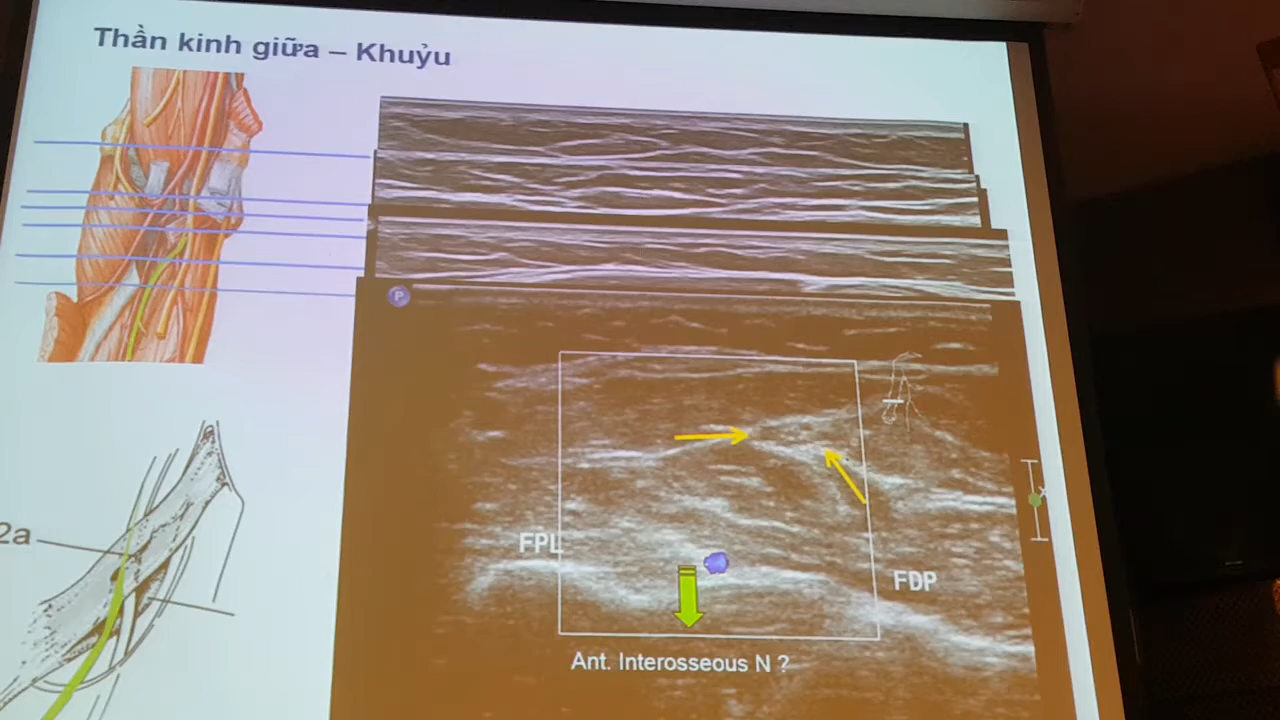 Thần kinh giữa – Khuỷu
P
2a
FPL
FDP
Ant. Interosseous N ?